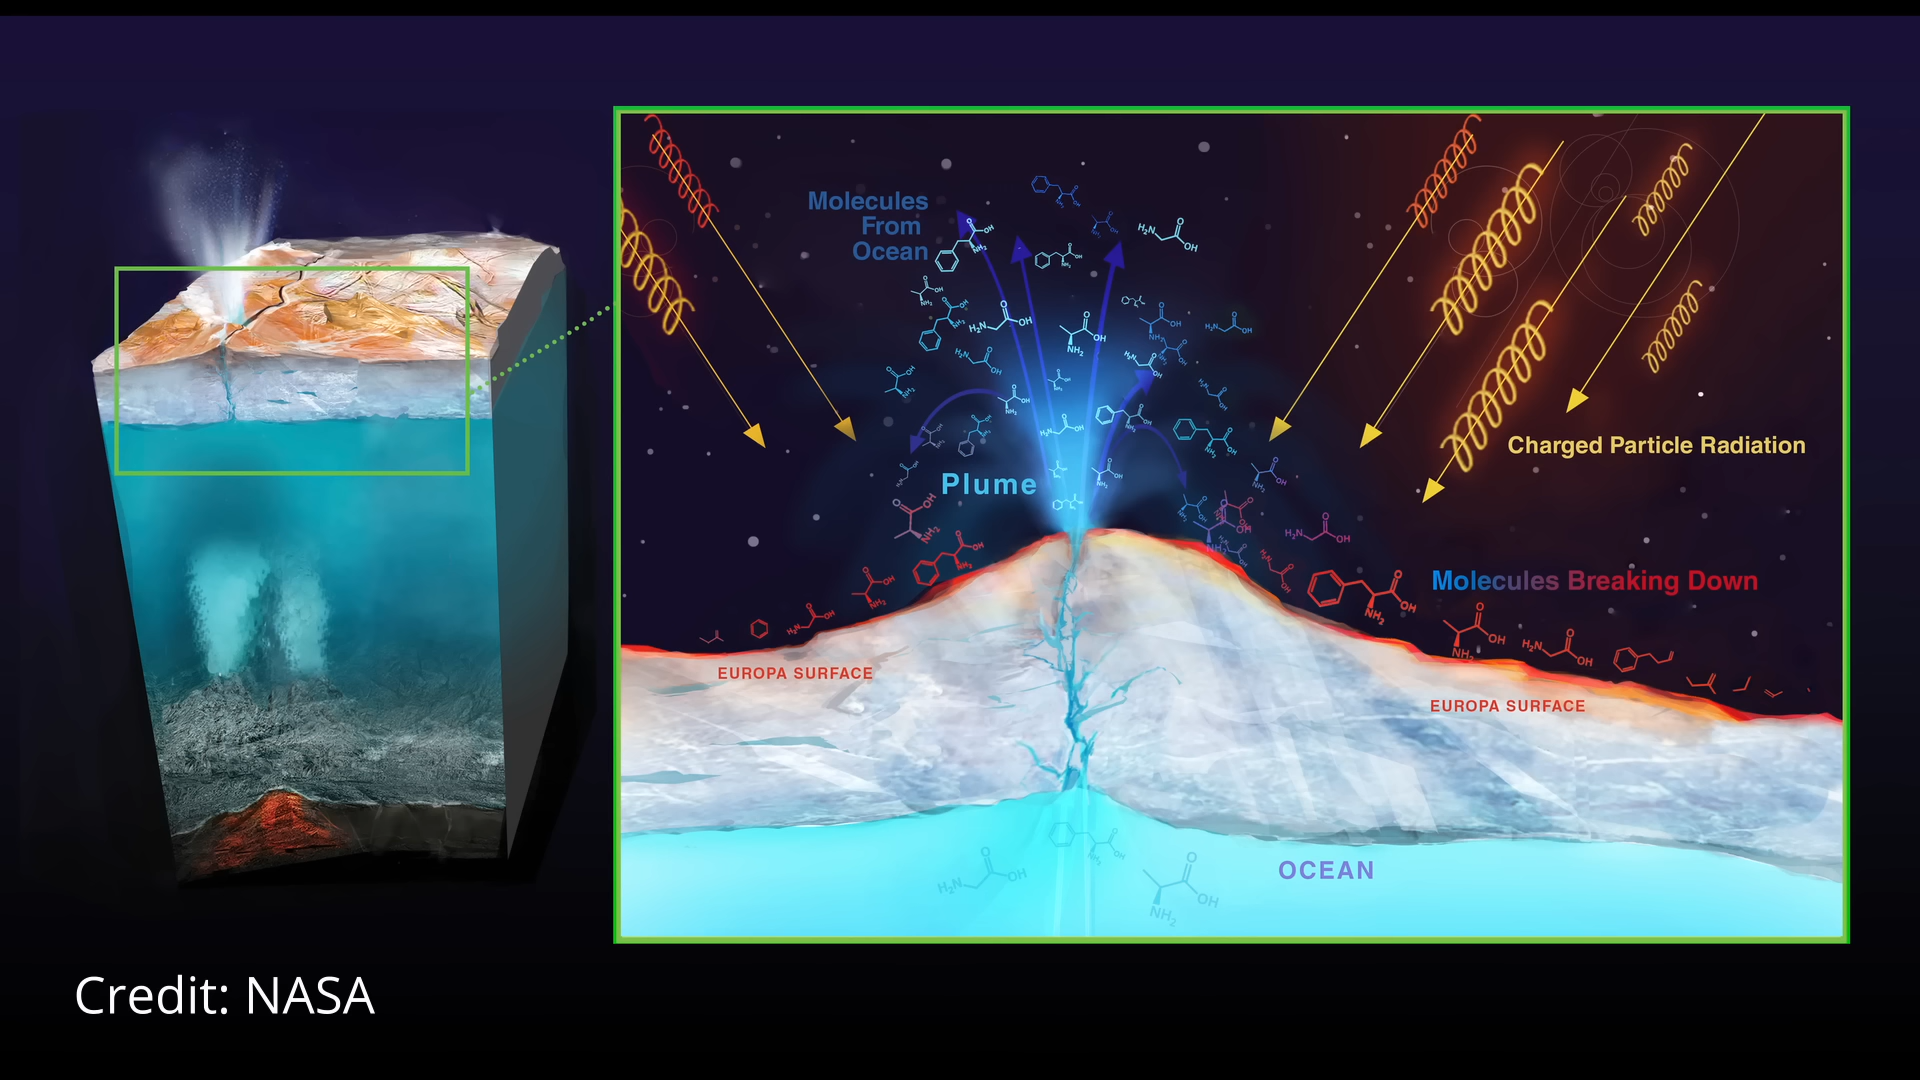 Molecules
From
Ocean
Plume
Charged Particle Radiation
Molecules Breaking Down
EUROPA SURFACE
EUROPA SURFACE
OCEAN
Credit: NASA